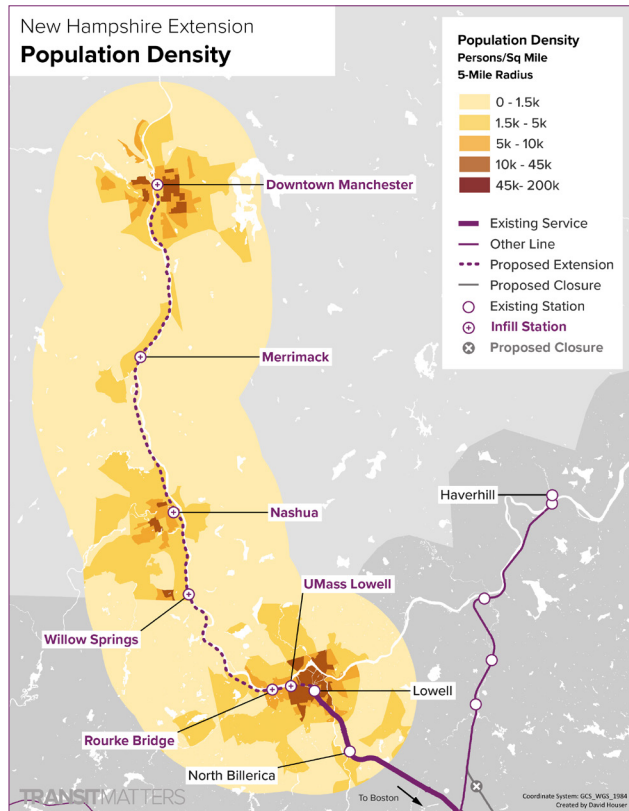 New Hampshire Extension
Population Density
Population Density
Persons/Sq Mile
5-Mile Radius
0 - 1.5k
1.5k - 5k
5k - 10k
10k - 45k
45k- 200k
Existing Service
Other Line
Proposed Extension
Proposed Closure
Existing Station
Infill Station
Proposed Closure
Downtown Manchester
Merrimack
Haverhill
Nashua
UMass Lowell
Willow Springs
Lowell
Rourke Bridge
North Billerica
To Boston
TRANSITMATTERS
Coordinate System: GCS_WGS_1984
Created by David Houser